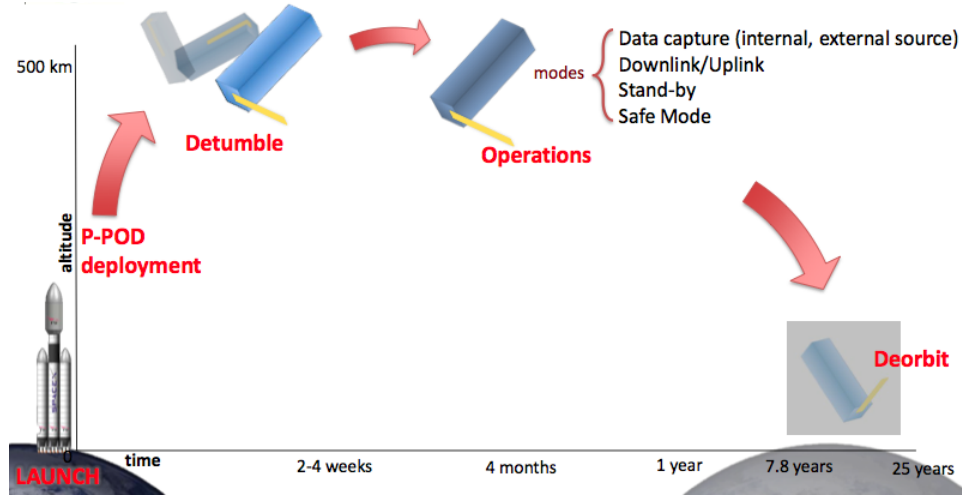 500 km
altitude
P-POD
deployment
Detumble
Operations
modes
Data capture (internal, external source)
Downlink/Uplink
Stand-by
Safe Mode
Deorbit
SPACEX
LAUNCH
0
time
2-4 weeks
4 months
1 year
7.8 years
25 years